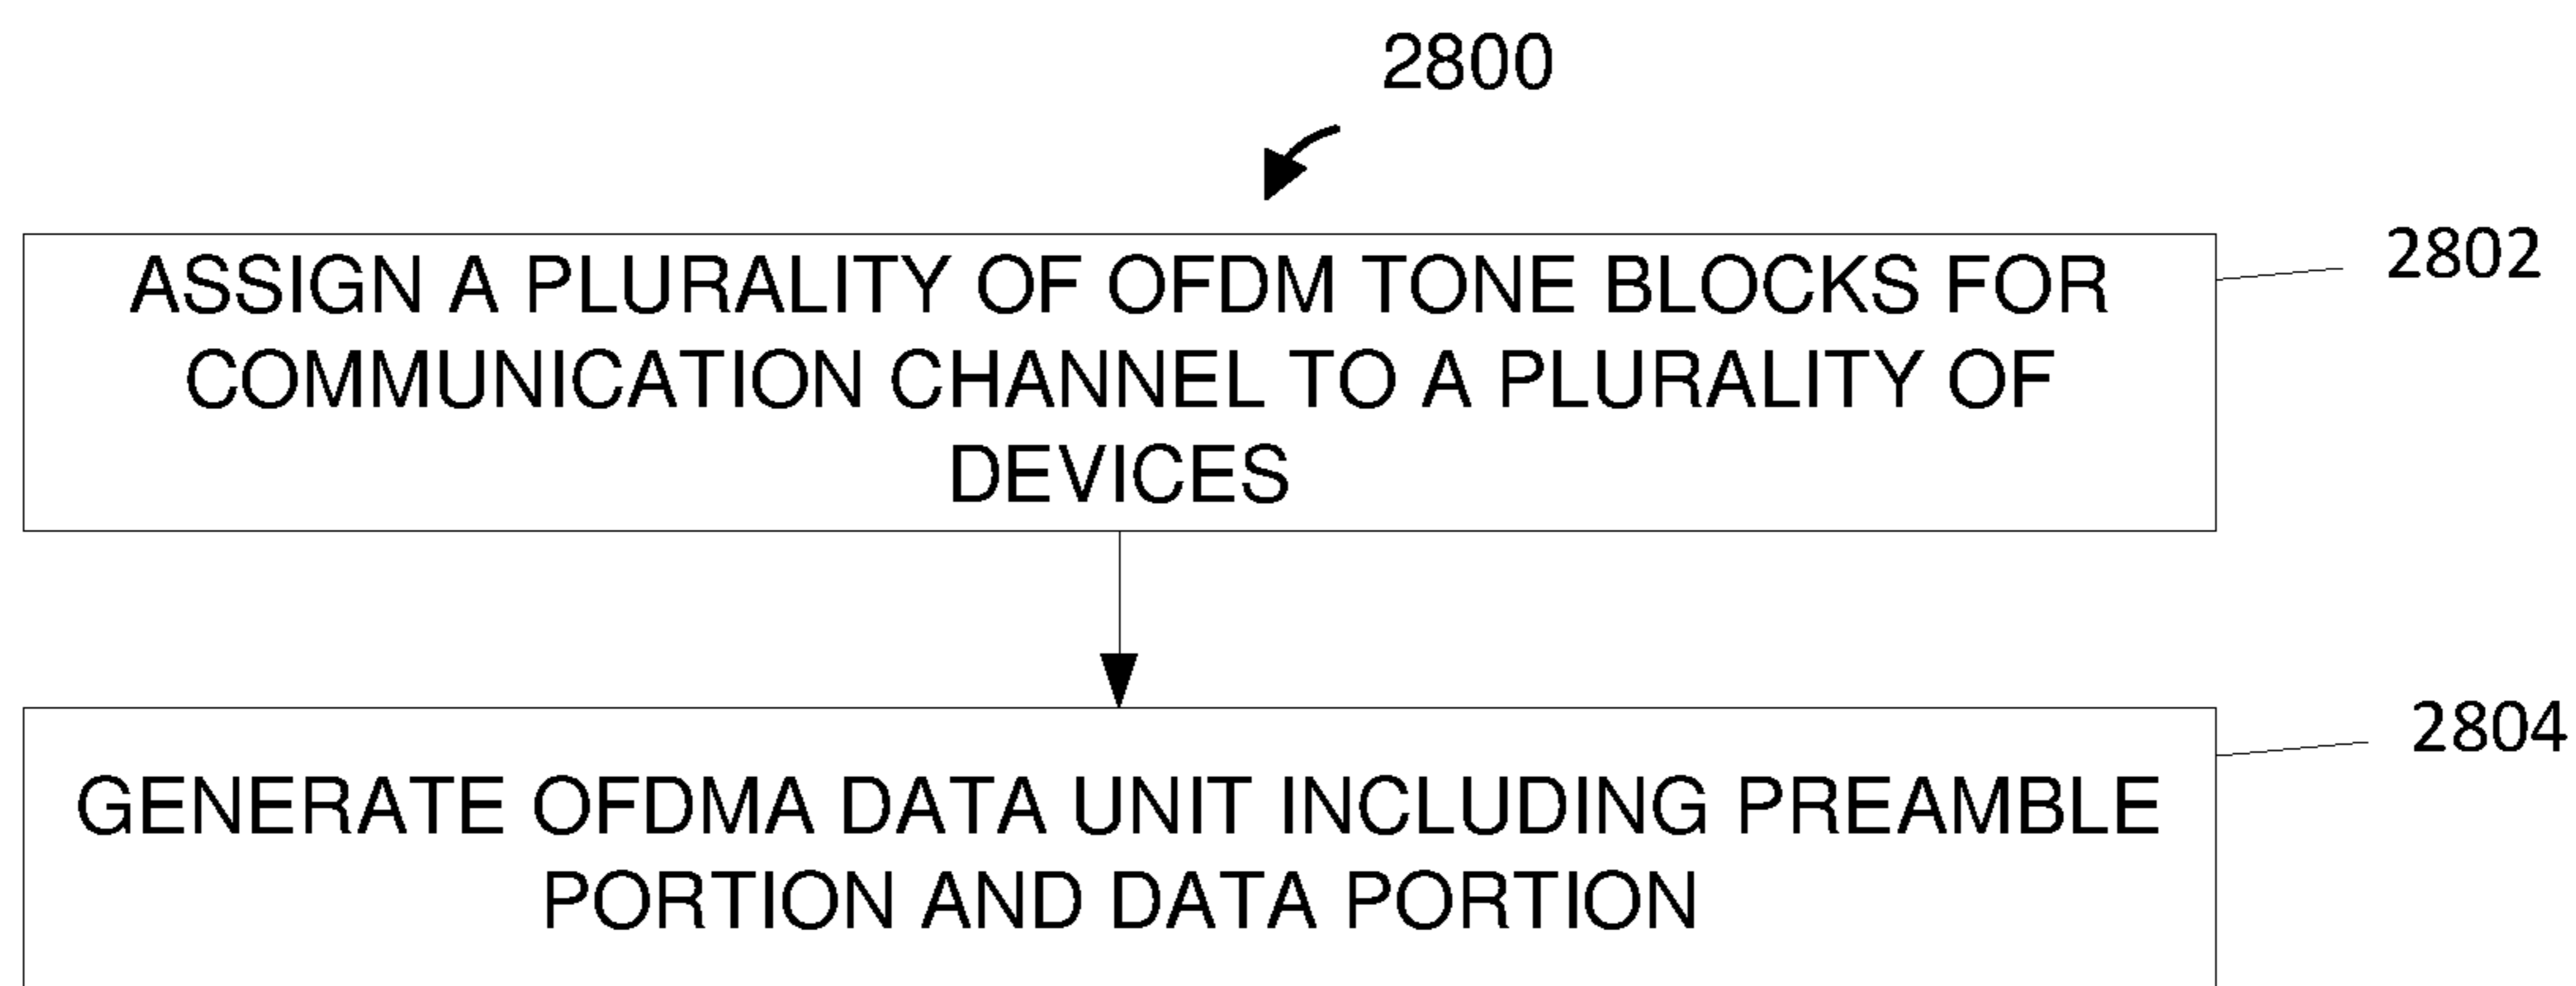 2800
ASSIGN A PLURALITY OF OFDM TONE BLOCKS FOR
COMMUNICATION CHANNEL TO A PLURALITY OF
DEVICES
2802
GENERATE OFDMA DATA UNIT INCLUDING PREAMBLE
PORTION AND DATA PORTION
2804